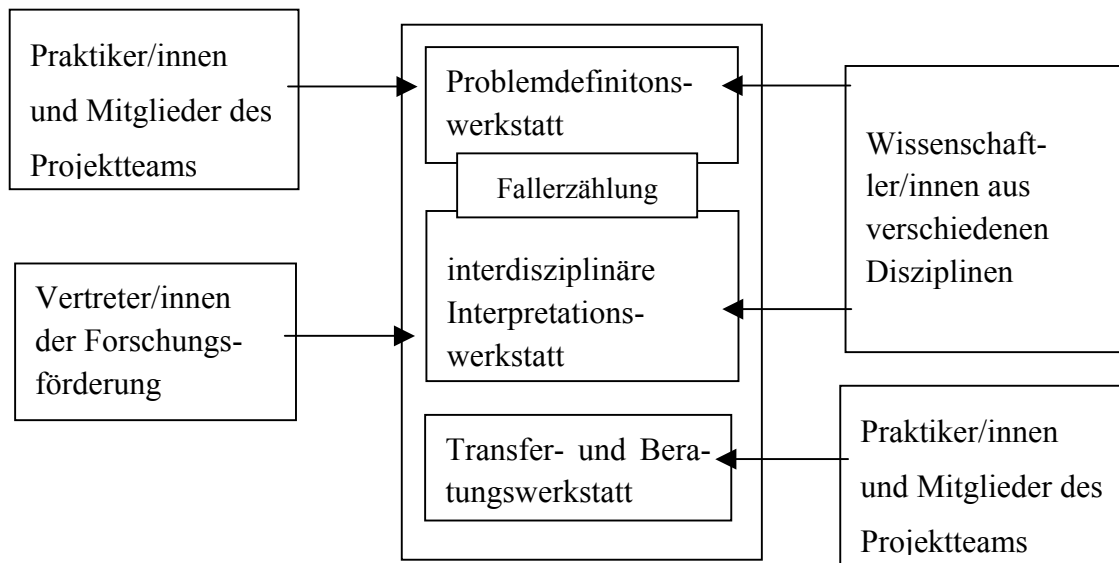 Praktiker/innen
und Mitglieder des
Projektteams
Vertreter/innen
der Forschungs-
förderung
Problemdefinitons-
werkstatt
Fallerzählung
interdisziplinäre
Interpretations-
werkstatt
Transfer- und Bera-
tungswerkstatt
Wissenschaft-
ler/innen aus
verschiedenen
Disziplinen
Praktiker/innen
und Mitglieder des
Projektteams